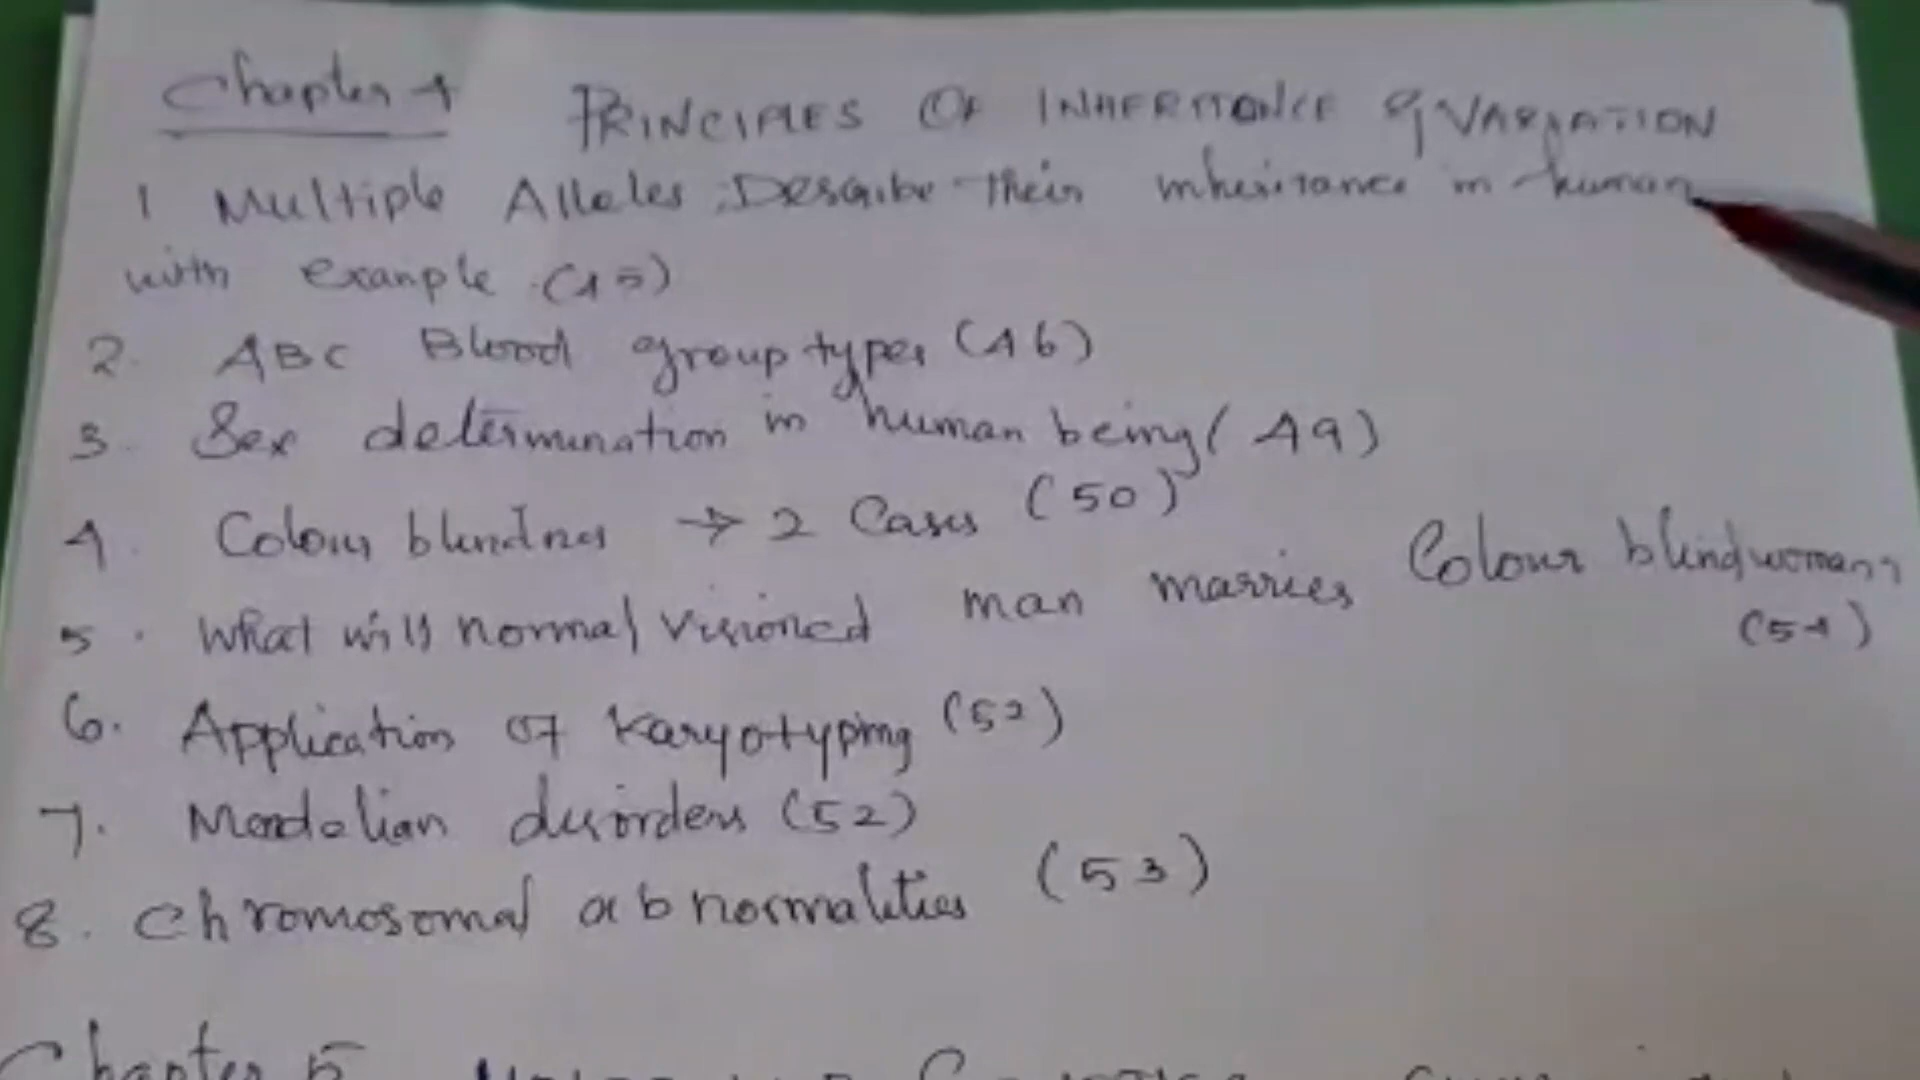 Chapter 4 PRINCIPLES OF INHERITANCE & VARIATION
1 Multiple Alleles. Describe their inheritance in human
with example (45)
2. ABC Blood group types (46)
3. Sex determination in human being (49)
4. Colour blindness → 2 Cases (50)
5. What will normal visioned man marries Colour blind woman?
(51)
6. Application of Karyotyping (52)
7. Mendelian disorders (52)
8. Chromosomal abnormalities (53)
Chapter 5